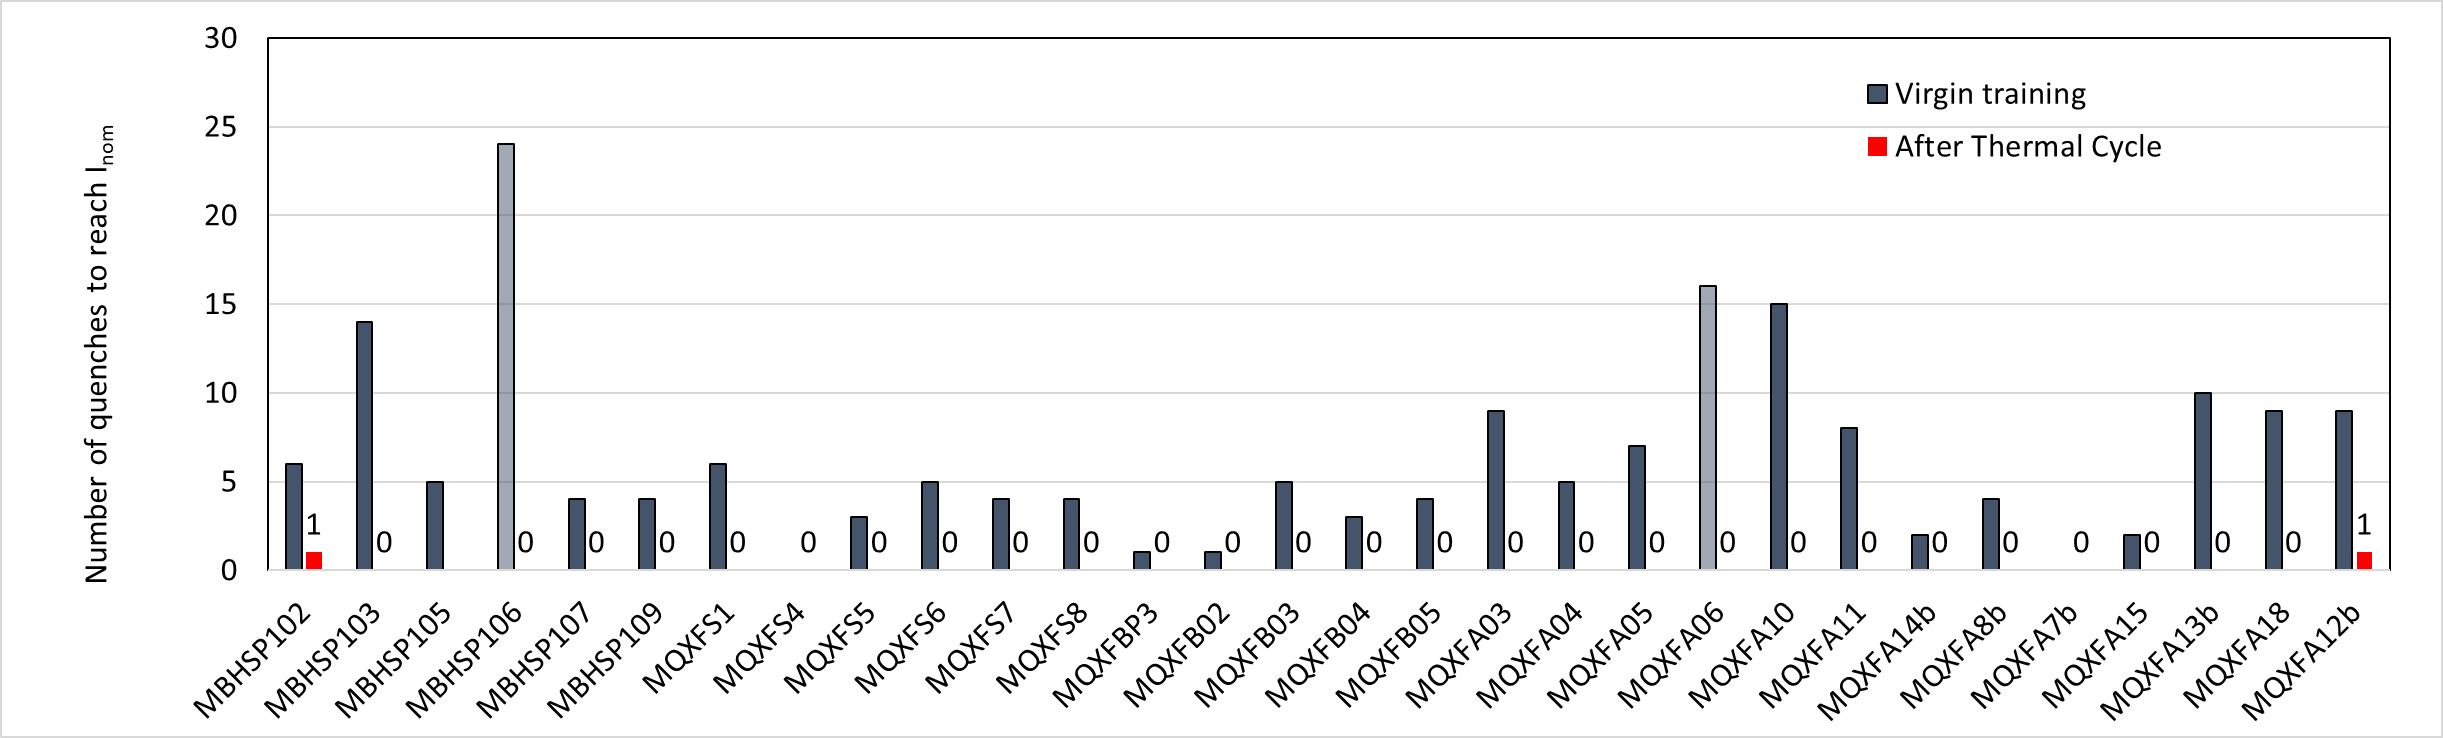 30
25
20
15
10
5
0
Number of quenches to reach Inom
Virgin training
After Thermal Cycle
1 0 0 0 0 0 0 0 0 0 0 0 0 0 0 0 0 0 0 0 0 0 0 0 0 0 0 0 1
MBHSP102
MBHSP103
MBHSP105
MBHSP106
MBHSP107
MBHSP109
MQXFS1
MQXFS4
MQXFS5
MQXFS6
MQXFS7
MQXFS8
MQXFBP3
MQXFB02
MQXFB03
MQXFB04
MQXFB05
MQXFA03
MQXFA04
MQXFA05
MQXFA06
MQXFA10
MQXFA11
MQXFA14b
MQXFA8b
MQXFA7b
MQXFA15
MQXFA13b
MQXFA18
MQXFA12b